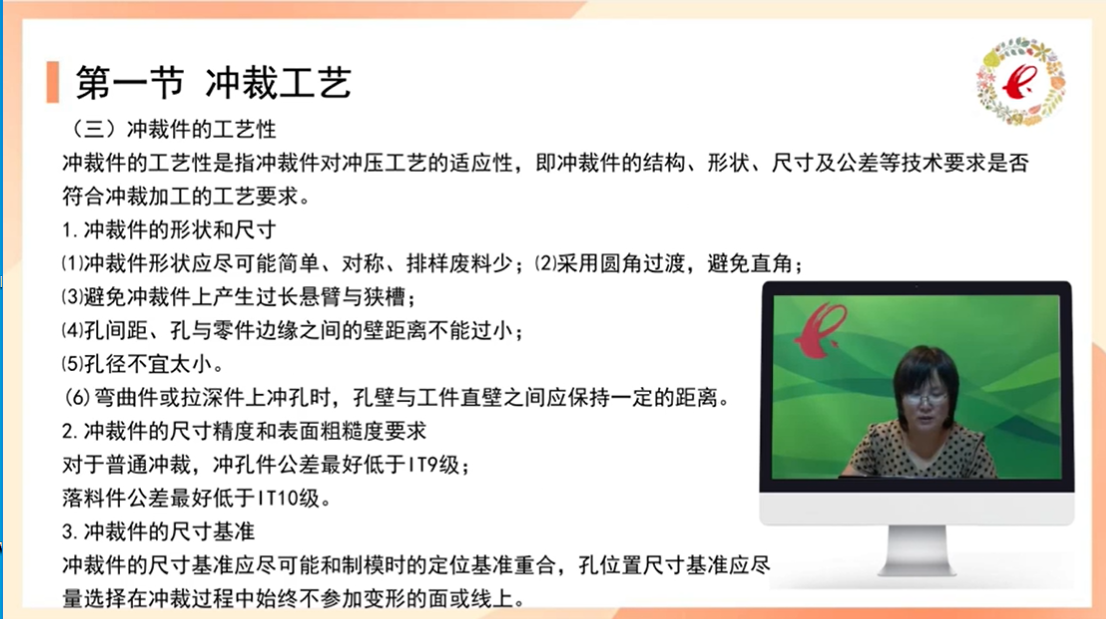 第一节 冲裁工艺
（三）冲裁件的工艺性
冲裁件的工艺性是指冲裁件对冲压工艺的适应性，即冲裁件的结构、形状、尺寸及公差等技术要求是否
符合冲裁加工的工艺要求。
1.冲裁件的形状和尺寸
⑴冲裁件形状应尽可能简单、对称、排样废料少；⑵采用圆角过渡，避免直角；
⑶避免冲裁件上产生过长悬臂与狭槽；
⑷孔间距、孔与零件边缘之间的壁距离不能过小；
⑸孔径不宜太小。
(6)弯曲件或拉深件上冲孔时，孔壁与工件直壁之间应保持一定的距离。
2.冲裁件的尺寸精度和表面粗糙度要求
对于普通冲裁，冲孔件公差最好低于IT9级；
落料件公差最好低于IT10级。
3.冲裁件的尺寸基准
冲裁件的尺寸基准应尽可能和制模时的定位基准重合，孔位置尺寸基准应尽
量选择在冲裁过程中始终不参加变形的面或线上。